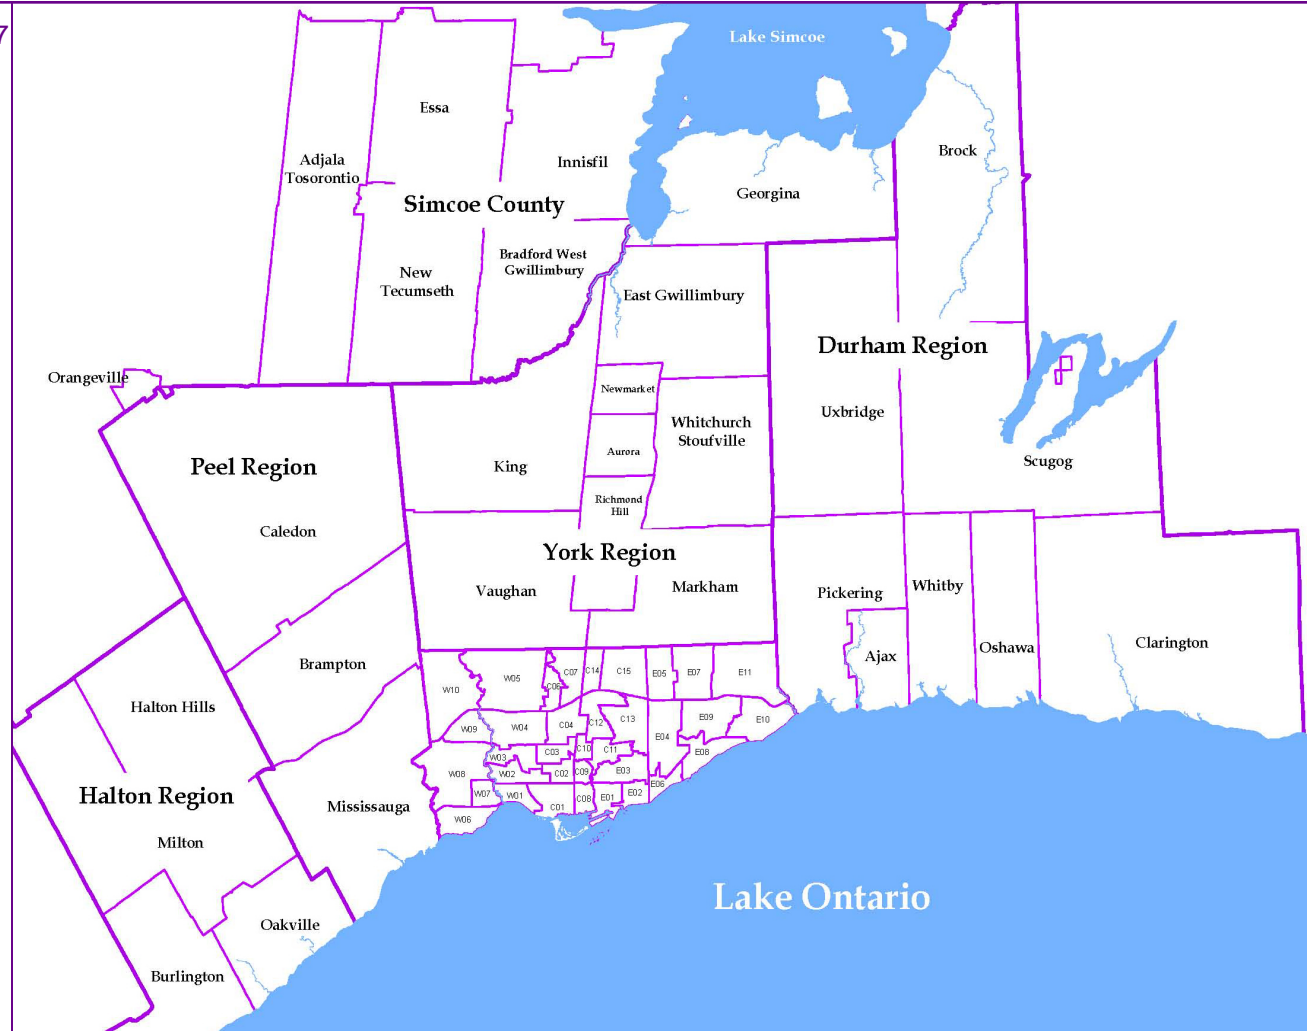 7
Lake Simcoe
Essa
Adjala
Tosorontio
Innisfil
Brock
Georgina
Simcoe County
Bradford West
Gwillimbury
New
Tecumseth
East Gwillimbury
Durham Region
Orangeville
Newmarket
Uxbridge
Whitchurch
Stoufville
Aurora
Scugog
Peel Region
King
Richmond
Hill
Caledon
York Region
Vaughan
Markham
Pickering
Whitby
Ajax
Oshawa
Clarington
Brampton
Halton Hills
W10
W05
C06
C07
C14
C15
E05
E07
E11
W09
W04
C04
C12
C13
E04
E09
E10
W08
W03
W02
C03
C02
C10
C09
C11
E03
E08
W07
W01
W06
C01
C08
E01
E02
E06
Halton Region
Mississauga
Milton
Lake Ontario
Oakville
Burlington